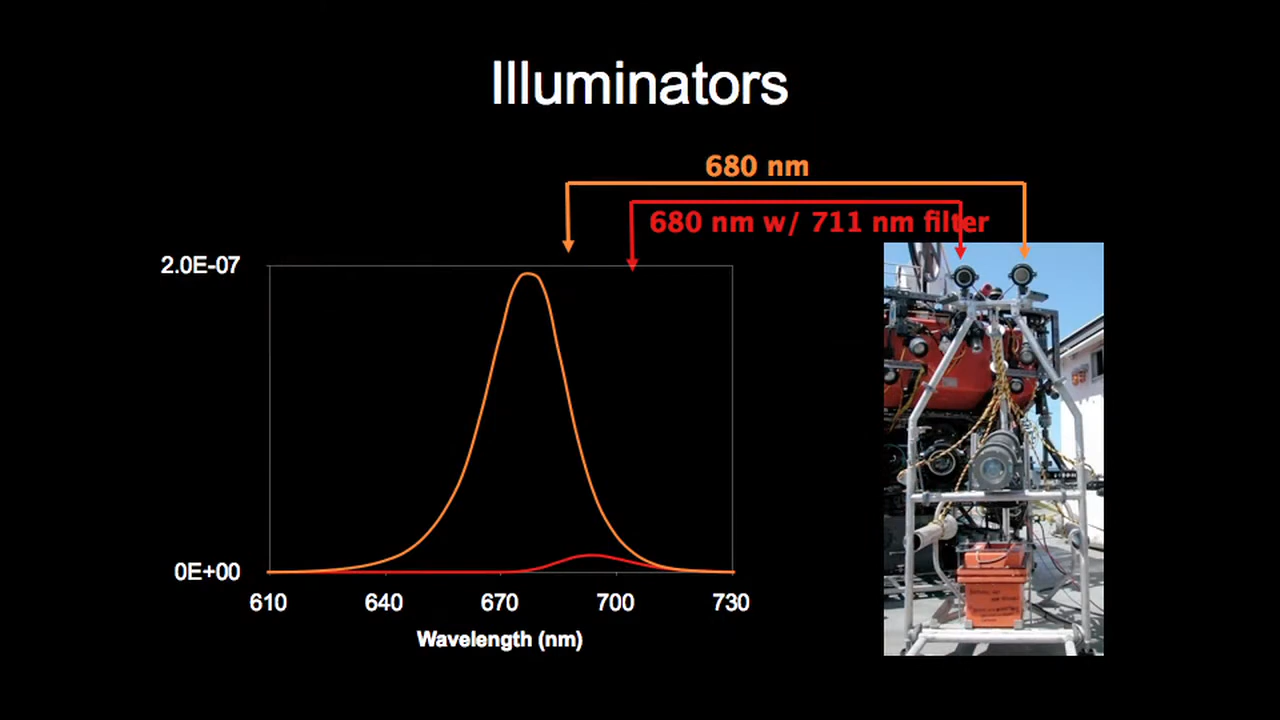 Illuminators
680 nm
680 nm w/ 711 nm filter
2.0E-07
0E+00
610 640 670 700 730
Wavelength (nm)